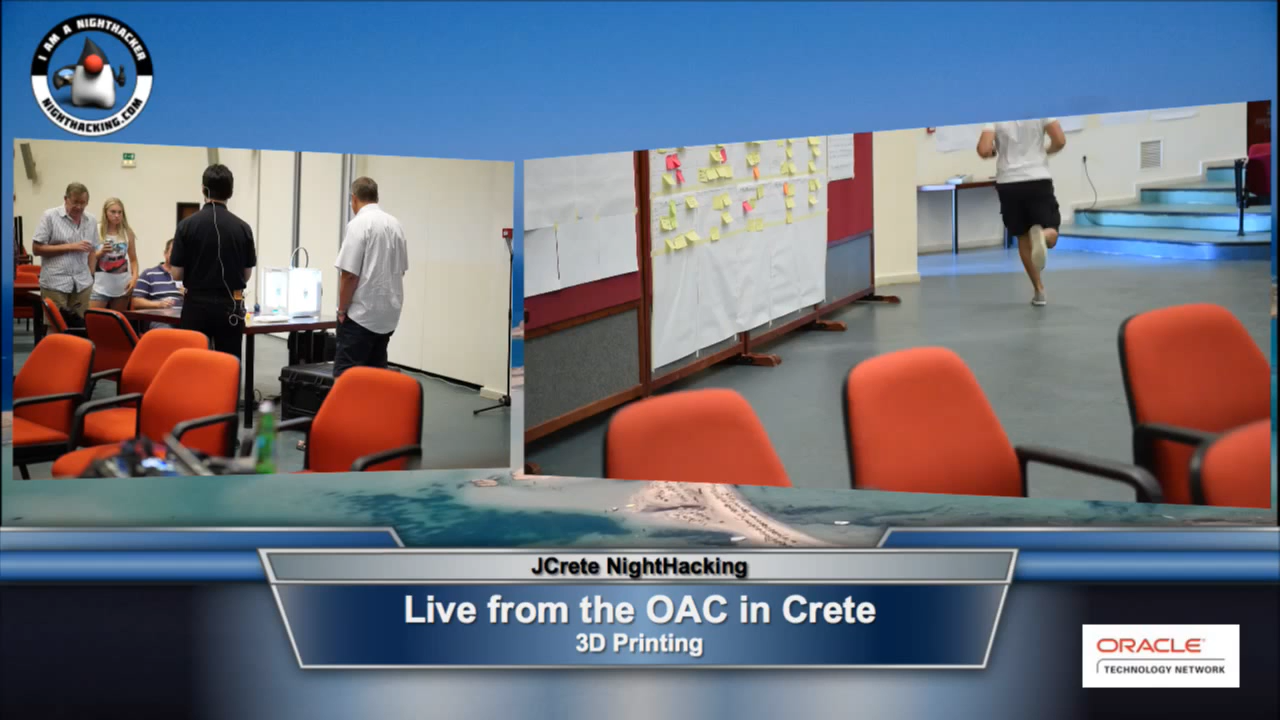 I AM A NIGHTHACKER
NIGHTHACKING.COM
JCrete NightHacking
Live from the OAC in Crete
3D Printing
ORACLE
TECHNOLOGY NETWORK